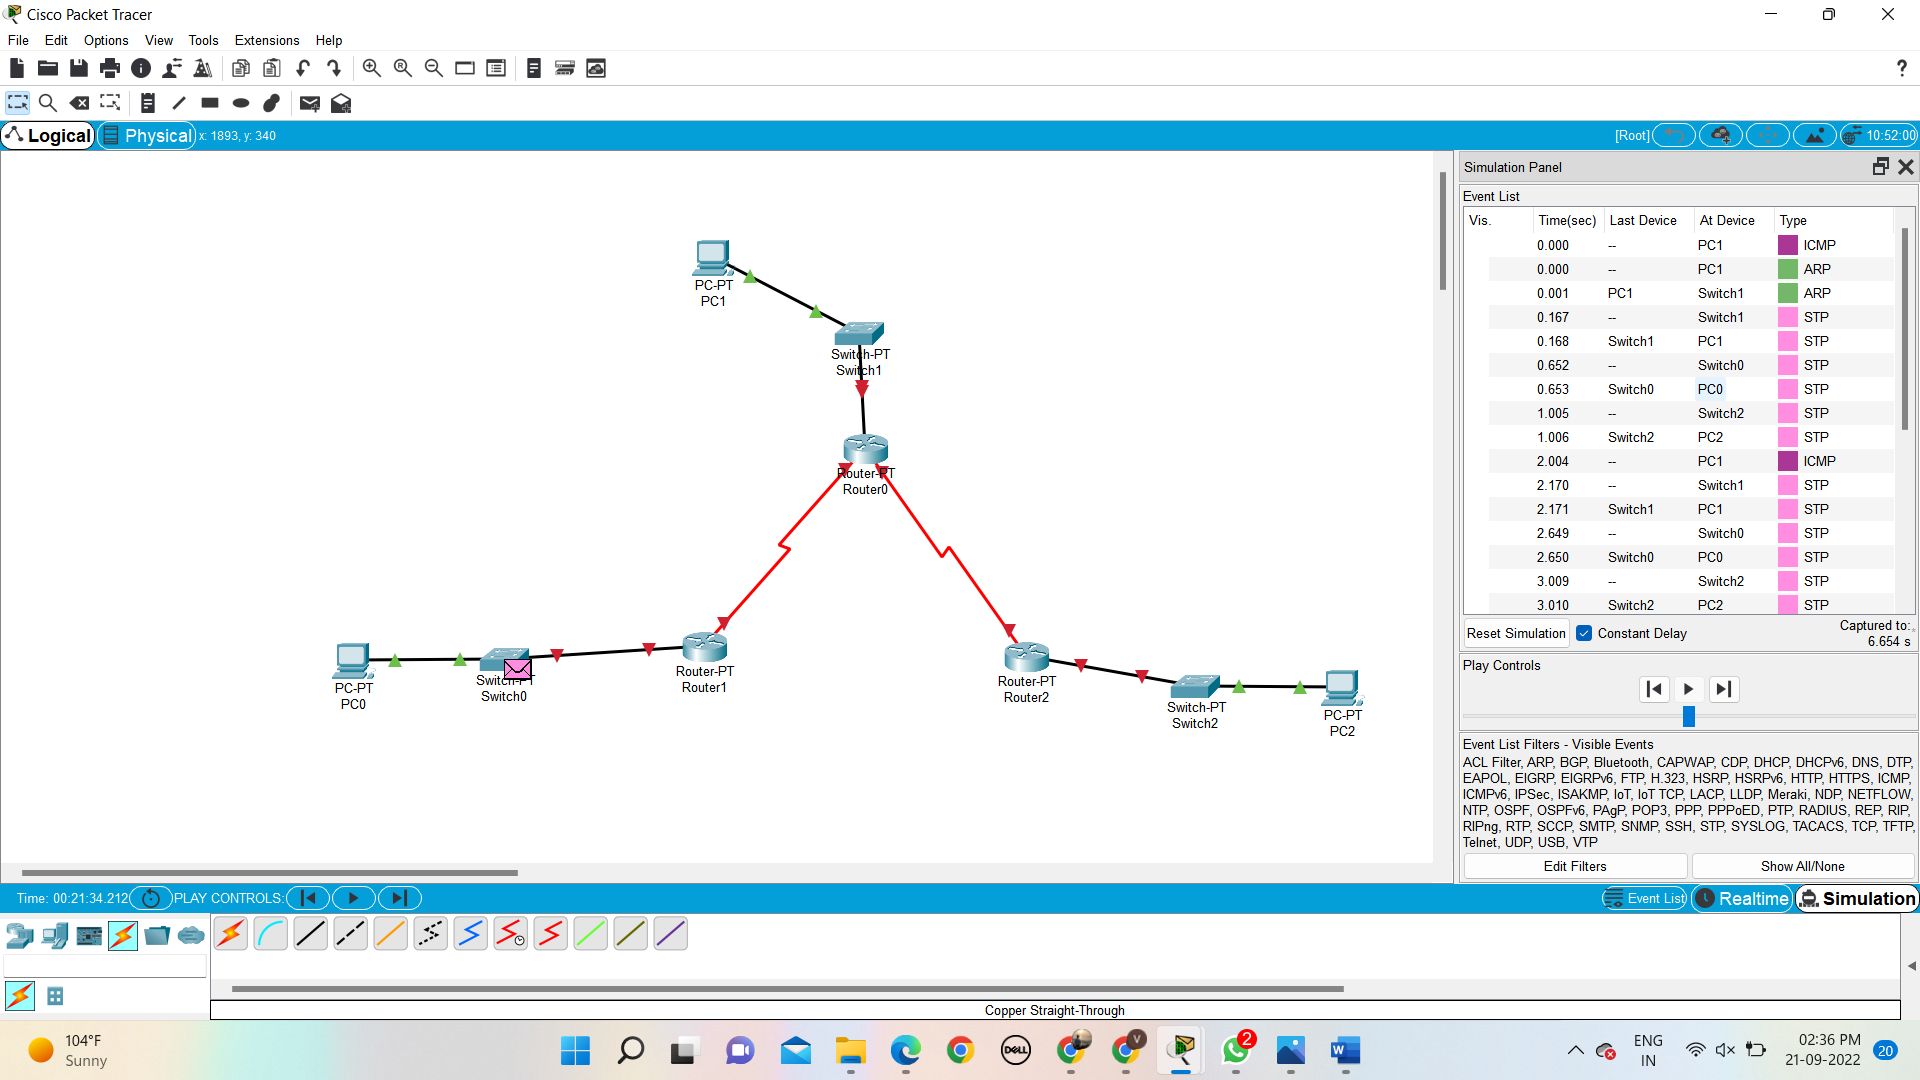 Cisco Packet Tracer
File Edit Options View Tools Extensions Help
Logical Physical x: 1893, y: 340 [Root] 10:52:00
PC-PT
PC1
Switch-PT
Switch1
Router-PT
Router0
PC-PT
PC0
Switch-PT
Switch0
Router-PT
Router1
Router-PT
Router2
Switch-PT
Switch2
PC-PT
PC2
Simulation Panel
Event List
Vis. Time(sec) Last Device At Device Type
0.000 -- PC1 ICMP
0.000 -- PC1 ARP
0.001 PC1 Switch1 ARP
0.167 -- Switch1 STP
0.168 Switch1 PC1 STP
0.652 -- Switch0 STP
0.653 Switch0 PC0 STP
1.005 -- Switch2 STP
1.006 Switch2 PC2 STP
2.004 -- PC1 ICMP
2.170 -- Switch1 STP
2.171 Switch1 PC1 STP
2.649 -- Switch0 STP
2.650 Switch0 PC0 STP
3.009 -- Switch2 STP
3.010 Switch2 PC2 STP
Reset Simulation Constant Delay Captured to:
6.654 s
Play Controls
Event List Filters - Visible Events
ACL Filter, ARP, BGP, Bluetooth, CAPWAP, CDP, DHCP, DHCPv6, DNS, DTP,
EAPOL, EIGRP, EIGRPv6, FTP, H.323, HSRP, HSRPv6, HTTP, HTTPS, ICMP,
ICMPv6, IPSec, ISAKMP, IoT, IoT TCP, LACP, LLDP, Meraki, NDP, NETFLOW,
NTP, OSPF, OSPFv6, PAgP, POP3, PPP, PPPoED, PTP, RADIUS, REP, RIP,
RIPng, RTP, SCCP, SMTP, SNMP, SSH, STP, SYSLOG, TACACS, TCP, TFTP,
Telnet, UDP, USB, VTP
Edit Filters Show All/None
Time: 00:21:34.212 PLAY CONTROLS: Event List Realtime Simulation
Copper Straight-Through
104°F
Sunny
DELL
V
2
W
ENG
IN
02:36 PM
21-09-2022
20